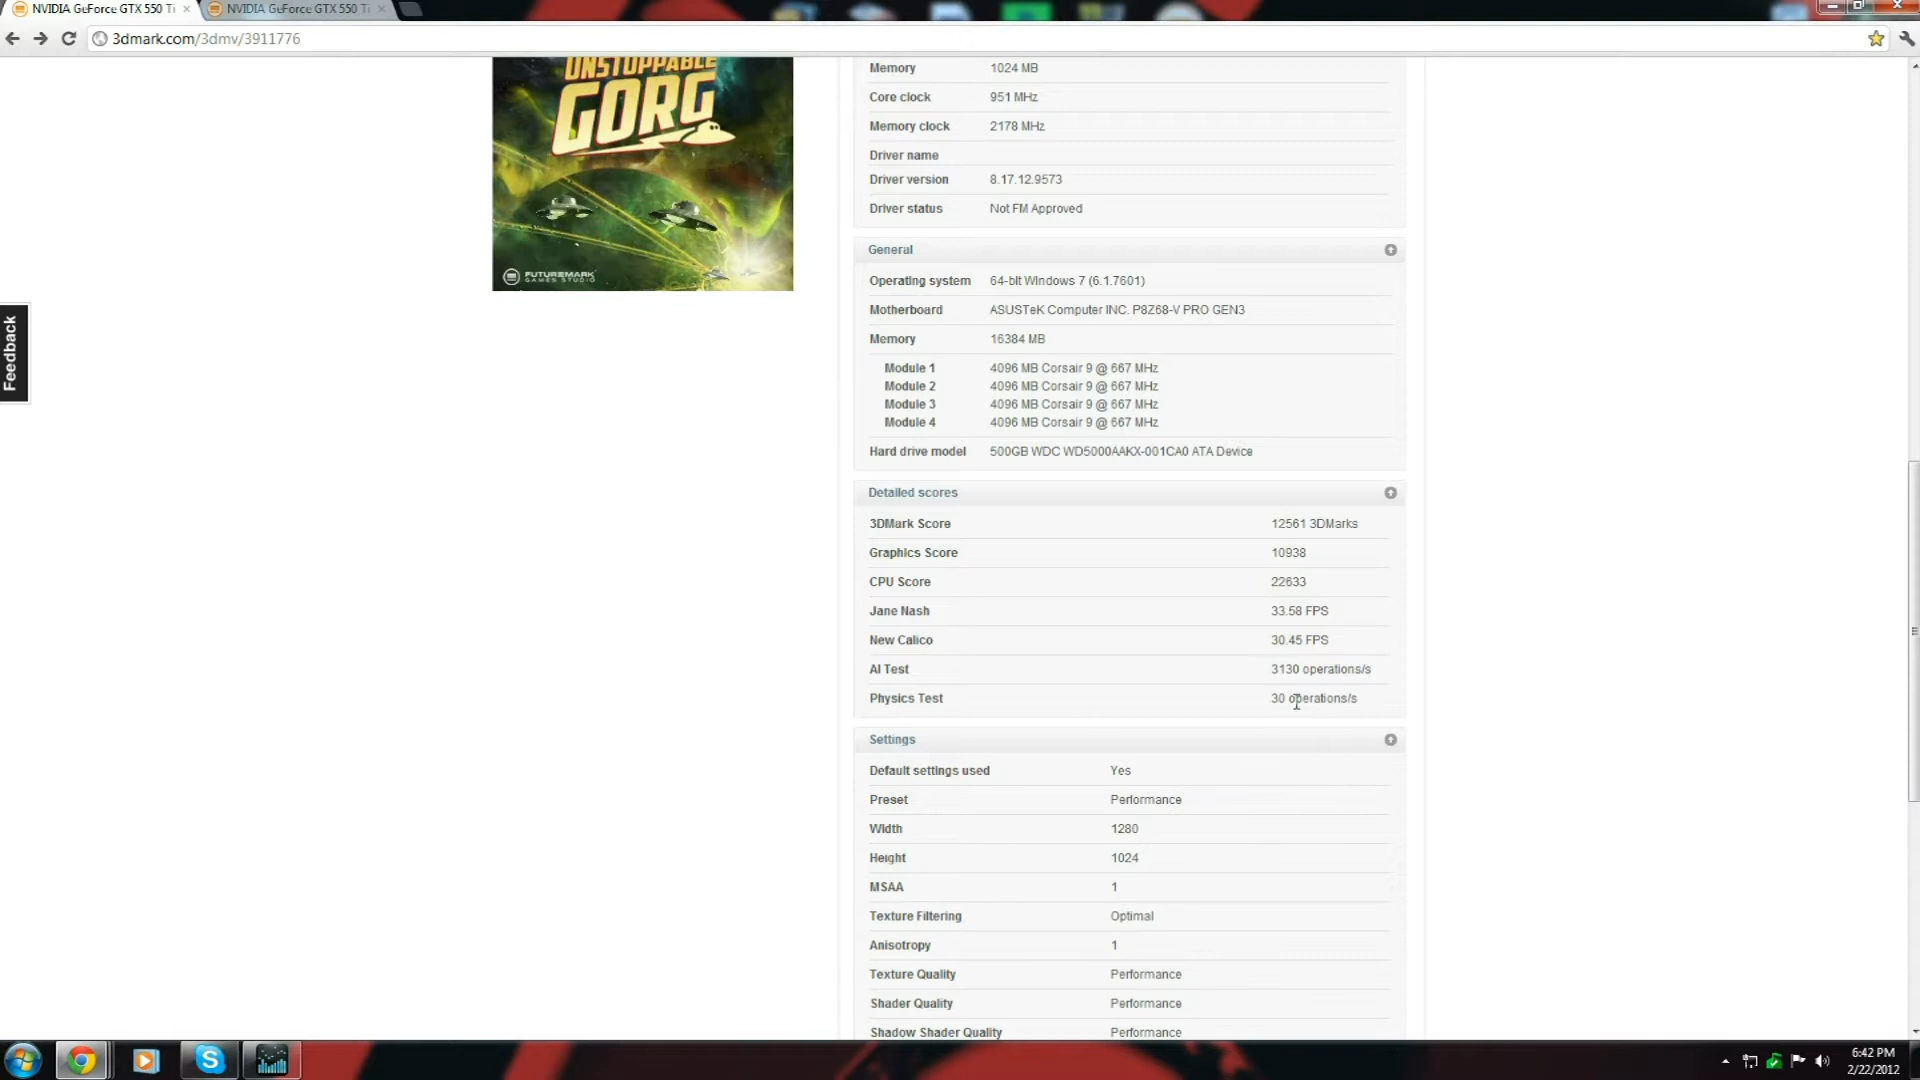 NVIDIA GeForce GTX 550 Ti
NVIDIA GeForce GTX 550 Ti
3dmark.com/3dmv/3911776
UNSTOPPABLE
GORG
FUTUREMARK
GAMES STUDIO
Feedback
Memory 1024 MB
Core clock 951 MHz
Memory clock 2178 MHz
Driver name
Driver version 8.17.12.9573
Driver status Not FM Approved
General
Operating system 64-bit Windows 7 (6.1.7601)
Motherboard ASUSTeK Computer INC. P8Z68-V PRO GEN3
Memory 16384 MB
Module 1 4096 MB Corsair 9 @ 667 MHz
Module 2 4096 MB Corsair 9 @ 667 MHz
Module 3 4096 MB Corsair 9 @ 667 MHz
Module 4 4096 MB Corsair 9 @ 667 MHz
Hard drive model 500GB WDC WD5000AAKX-001CA0 ATA Device
Detailed scores
3DMark Score 12561 3DMarks
Graphics Score 10938
CPU Score 22633
Jane Nash 33.58 FPS
New Calico 30.45 FPS
AI Test 3130 operations/s
Physics Test 30 operations/s
Settings
Default settings used Yes
Preset Performance
Width 1280
Height 1024
MSAA 1
Texture Filtering Optimal
Anisotropy 1
Texture Quality Performance
Shader Quality Performance
Shadow Shader Quality Performance
6:42 PM
2/22/2012